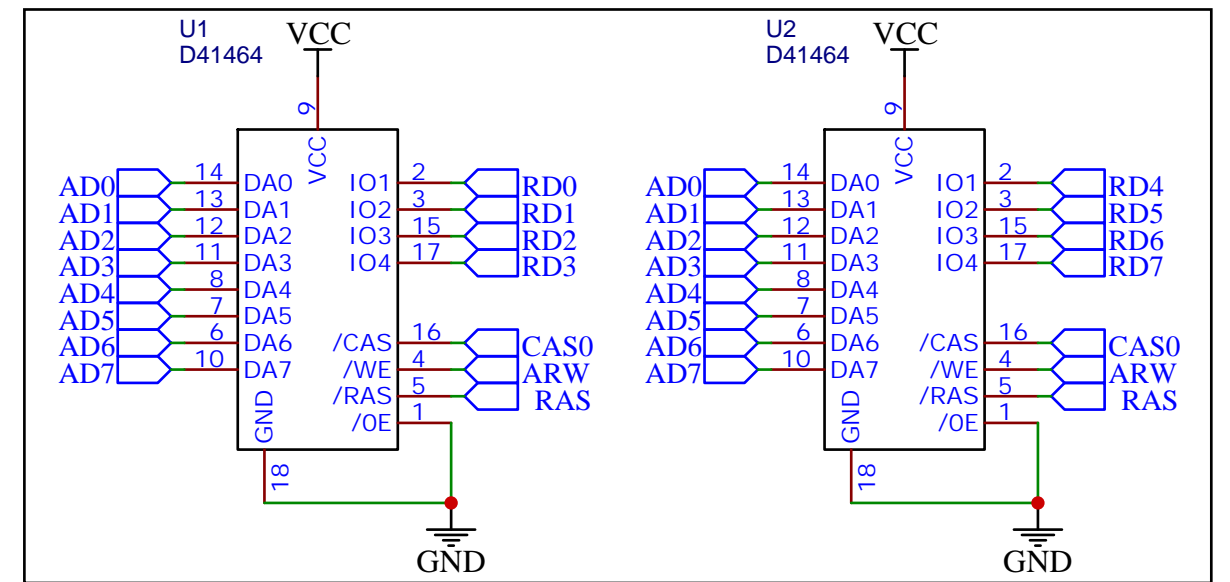 U1
D41464
VCC
9
VCC
AD0 14 DA0 IO1 2 RD0
AD1 13 DA1 IO2 3 RD1
AD2 12 DA2 IO3 15 RD2
AD3 11 DA3 IO4 17 RD3
AD4 8 DA4
AD5 7 DA5
AD6 6 DA6 /CAS 16 CAS0
AD7 10 DA7 /WE 4 ARW
/RAS 5 RAS
/OE 1
GND
18
GND
U2
D41464
VCC
9
VCC
AD0 14 DA0 IO1 2 RD4
AD1 13 DA1 IO2 3 RD5
AD2 12 DA2 IO3 15 RD6
AD3 11 DA3 IO4 17 RD7
AD4 8 DA4
AD5 7 DA5
AD6 6 DA6 /CAS 16 CAS0
AD7 10 DA7 /WE 4 ARW
/RAS 5 RAS
/OE 1
GND
18
GND